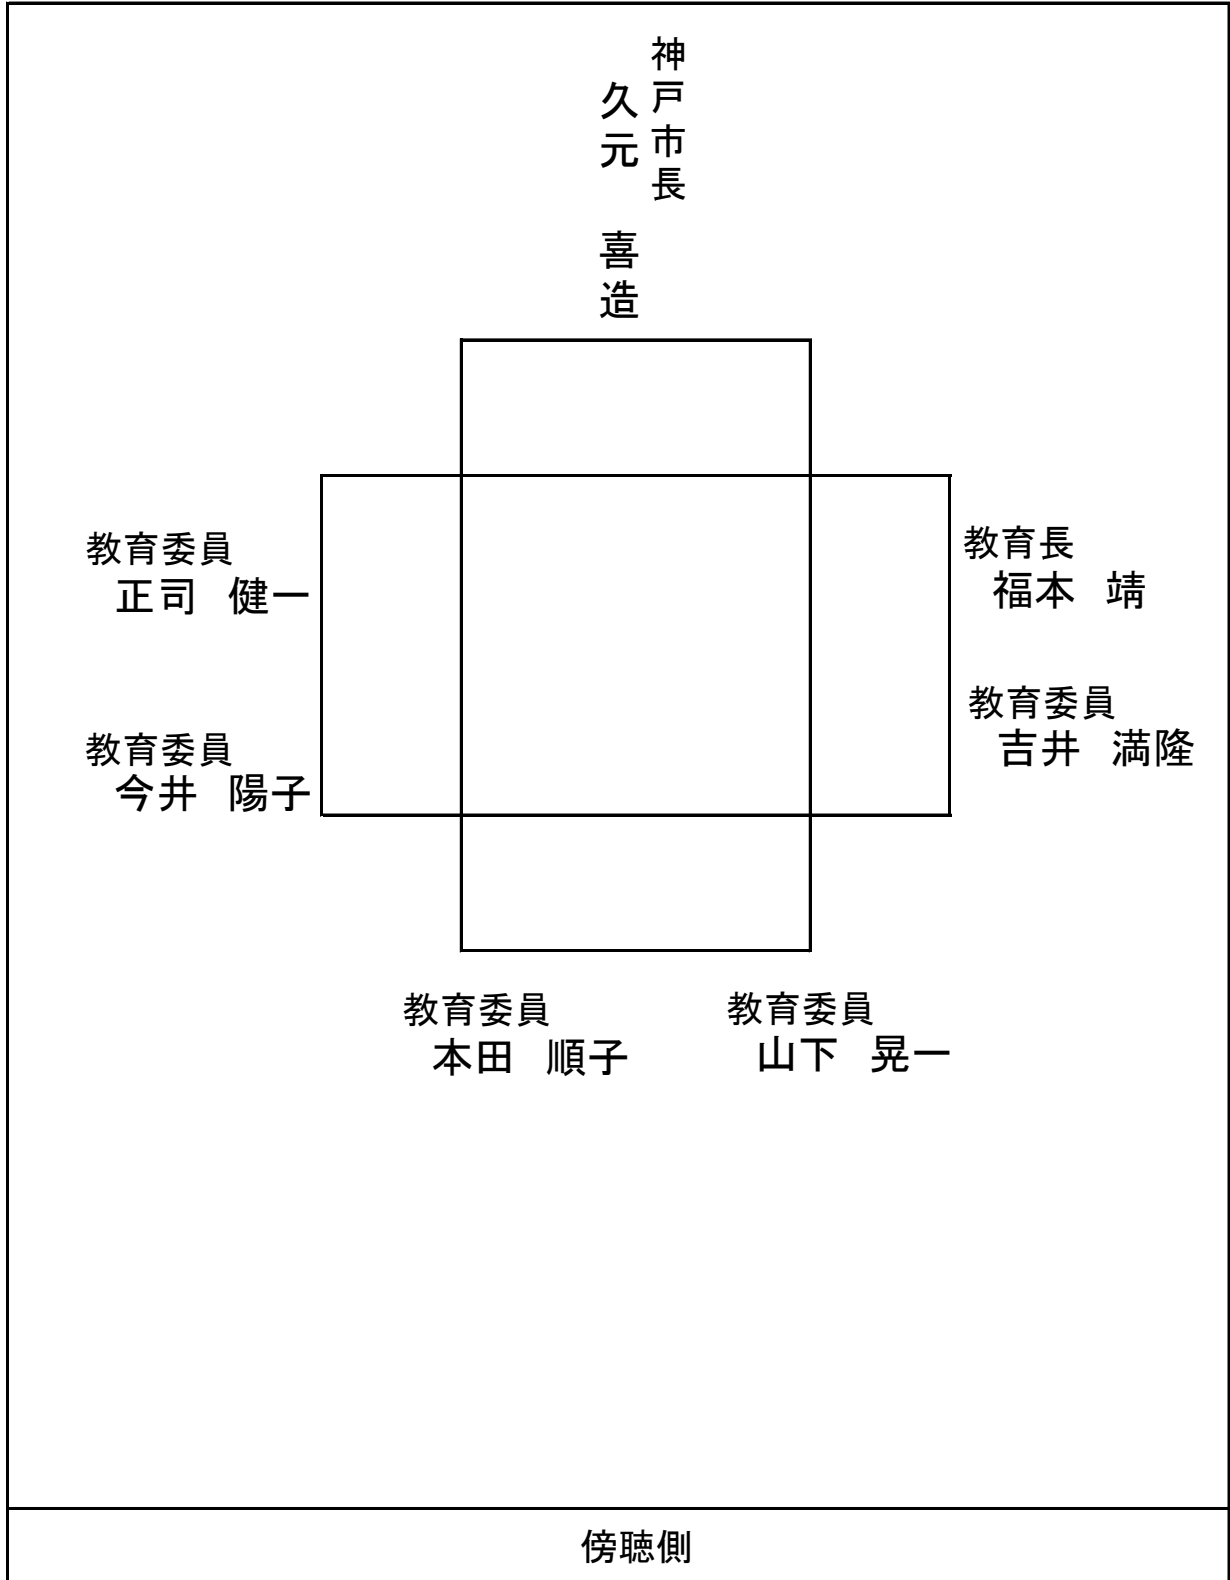 神戸市長
久元　喜造
教育委員
正司　健一
教育長
福本　靖
教育委員
吉井　満隆
教育委員
今井　陽子
教育委員
本田　順子
教育委員
山下　晃一
傍聴側